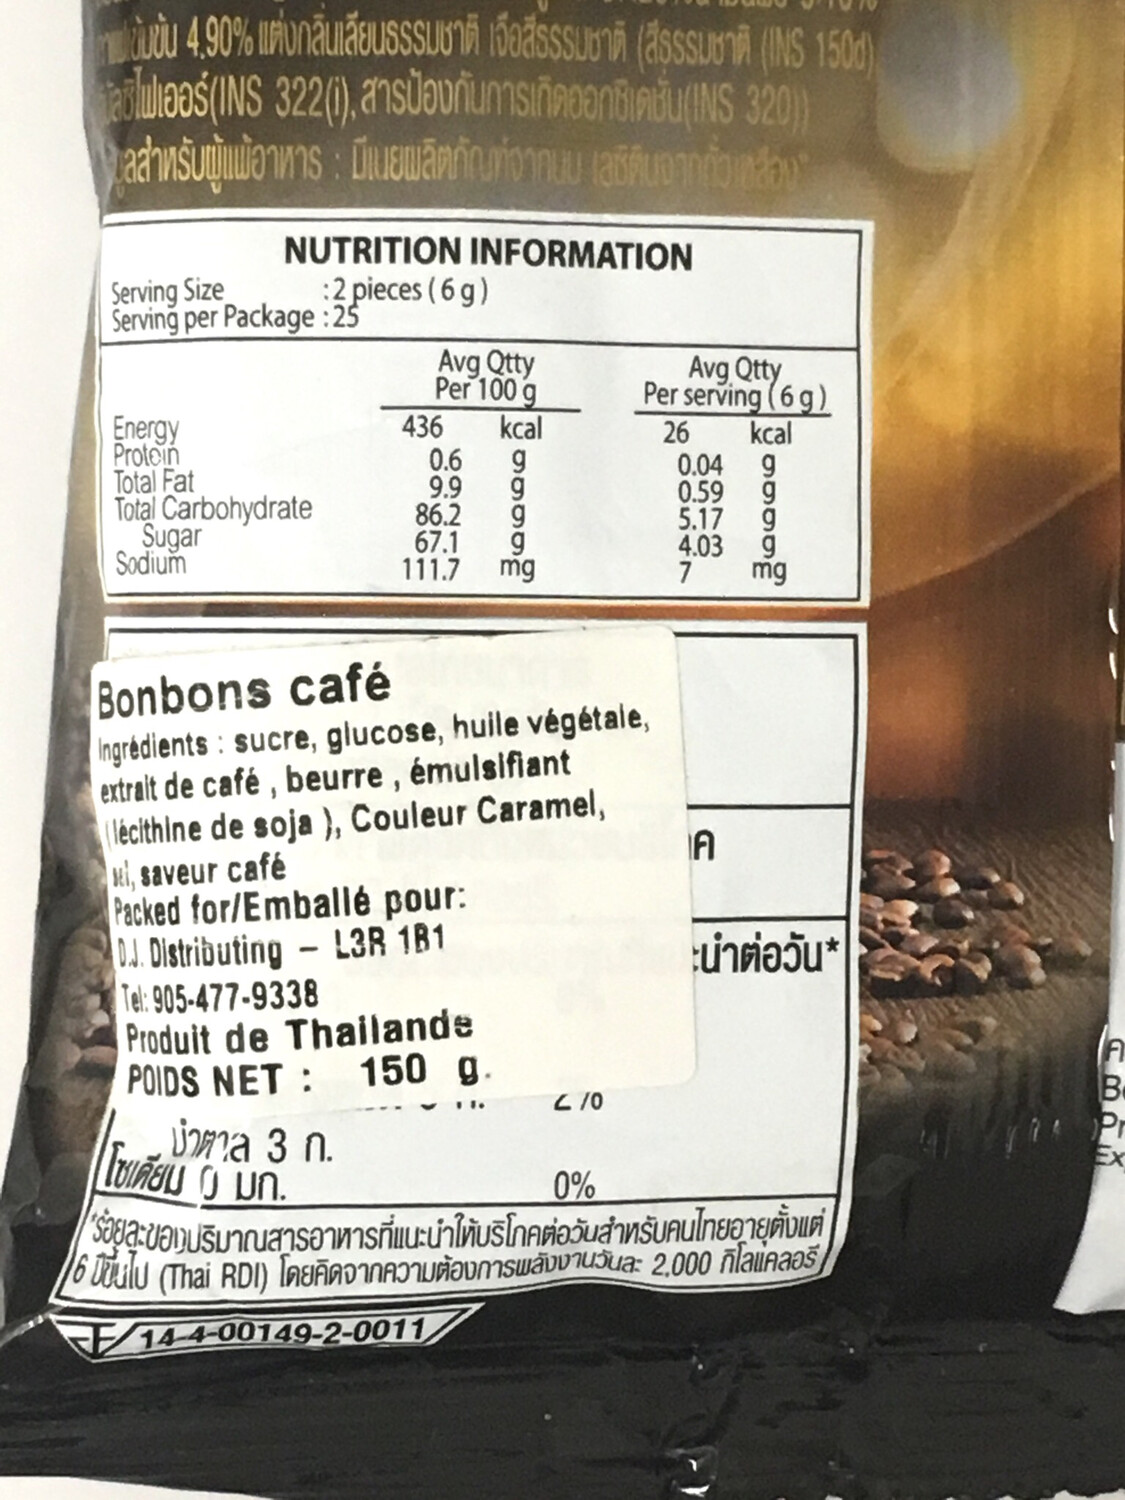 4.90% แต่งกลิ่นเลียนธรรมชาติ เจือสีธรรมชาติ (สีธรรมชาติ (INS 150d)
(INS 322(i), สารป้องกันการเกิดออกซิเดชั่น(INS 320))
สำหรับผู้แพ้อาหาร : มีเนยผลิตภัณฑ์จากนม เลซิตินจากถั่วเหลือง"
NUTRITION INFORMATION
Serving Size : 2 pieces ( 6 g )
Serving per Package : 25
Avg Qtty Per 100 g Avg Qtty Per serving ( 6 g )
Energy 436 kcal 26 kcal
Protein 0.6 g 0.04 g
Total Fat 9.9 g 0.59 g
Total Carbohydrate 86.2 g 5.17 g
Sugar 67.1 g 4.03 g
Sodium 111.7 mg 7 mg
Bonbons café
Ingrédients : sucre, glucose, huile végétale,
extrait de café , beurre , émulsifiant
(lécithine de soja ), Couleur Caramel,
sel, saveur café
Packed for/Emballé pour:
D.J. Distributing – L3R 1B1
Tel: 905-477-9338
Produit de Thailande
POIDS NET : 150 g.
ค
ะนำต่อวัน*
2%
น้ำตาล 3 ก.
โซเดียม 0 มก. 0%
*ร้อยละของปริมาณสารอาหารที่แนะนำให้บริโภคต่อวันสำหรับคนไทยอายุตั้งแต่
6 ปีขึ้นไป (Thai RDI) โดยคิดจากความต้องการพลังงานวันละ 2,000 กิโลแคลอรี
14-4-00149-2-0011